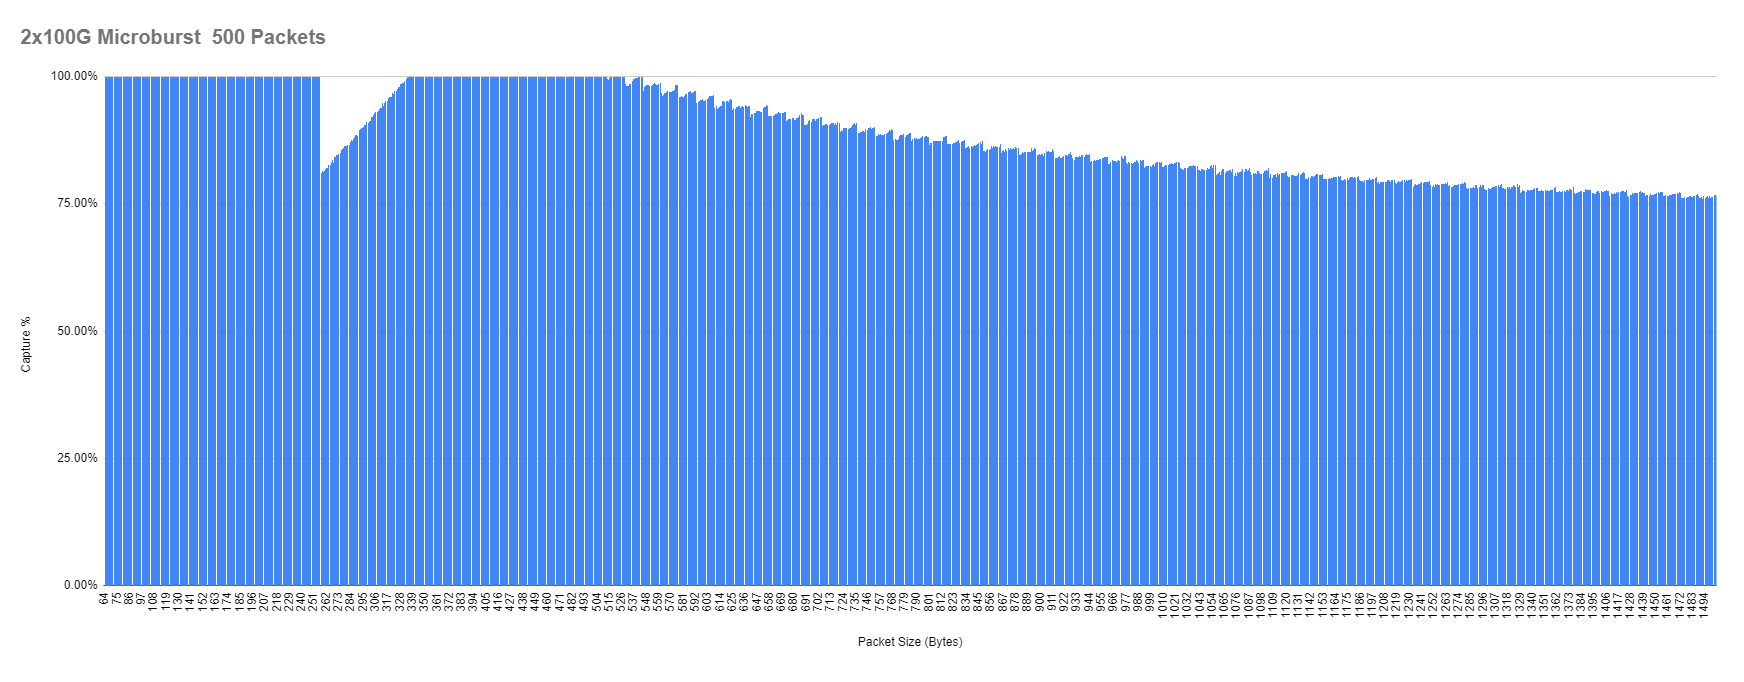 2x100G Microburst  500 Packets
100.00%
75.00%
50.00%
25.00%
0.00%
Capture %
64 75 86 97 108 119 130 141 152 163 174 185 196 207 218 229 240 251 262 273 284 295 306 317 328 339 350 361 372 383 394 405 416 427 438 449 460 471 482 493 504 515 526 537 548 559 570 581 592 603 614 625 636 647 658 669 680 691 702 713 724 735 746 757 768 779 790 801 812 823 834 845 856 867 878 889 900 911 922 933 944 955 966 977 988 999 1010 1021 1032 1043 1054 1065 1076 1087 1098 1109 1120 1131 1142 1153 1164 1175 1186 1197 1208 1219 1230 1241 1252 1263 1274 1285 1296 1307 1318 1329 1340 1351 1362 1373 1384 1395 1406 1417 1428 1439 1450 1461 1472 1483 1494
Packet Size (Bytes)